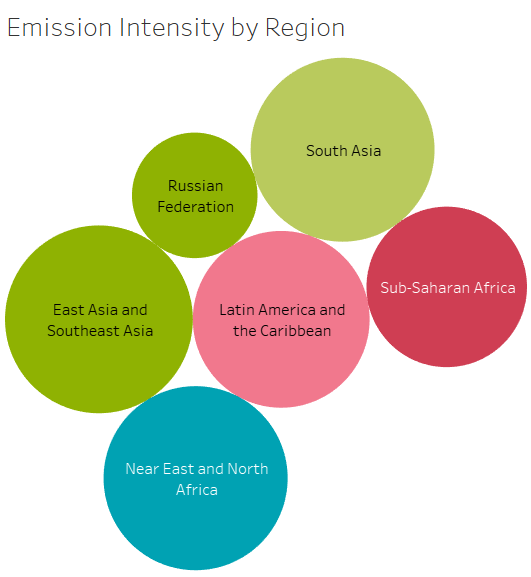 Emission Intensity by Region
South Asia
Russian
Federation
Sub-Saharan Africa
East Asia and
Southeast Asia
Latin America and
the Caribbean
Near East and North
Africa